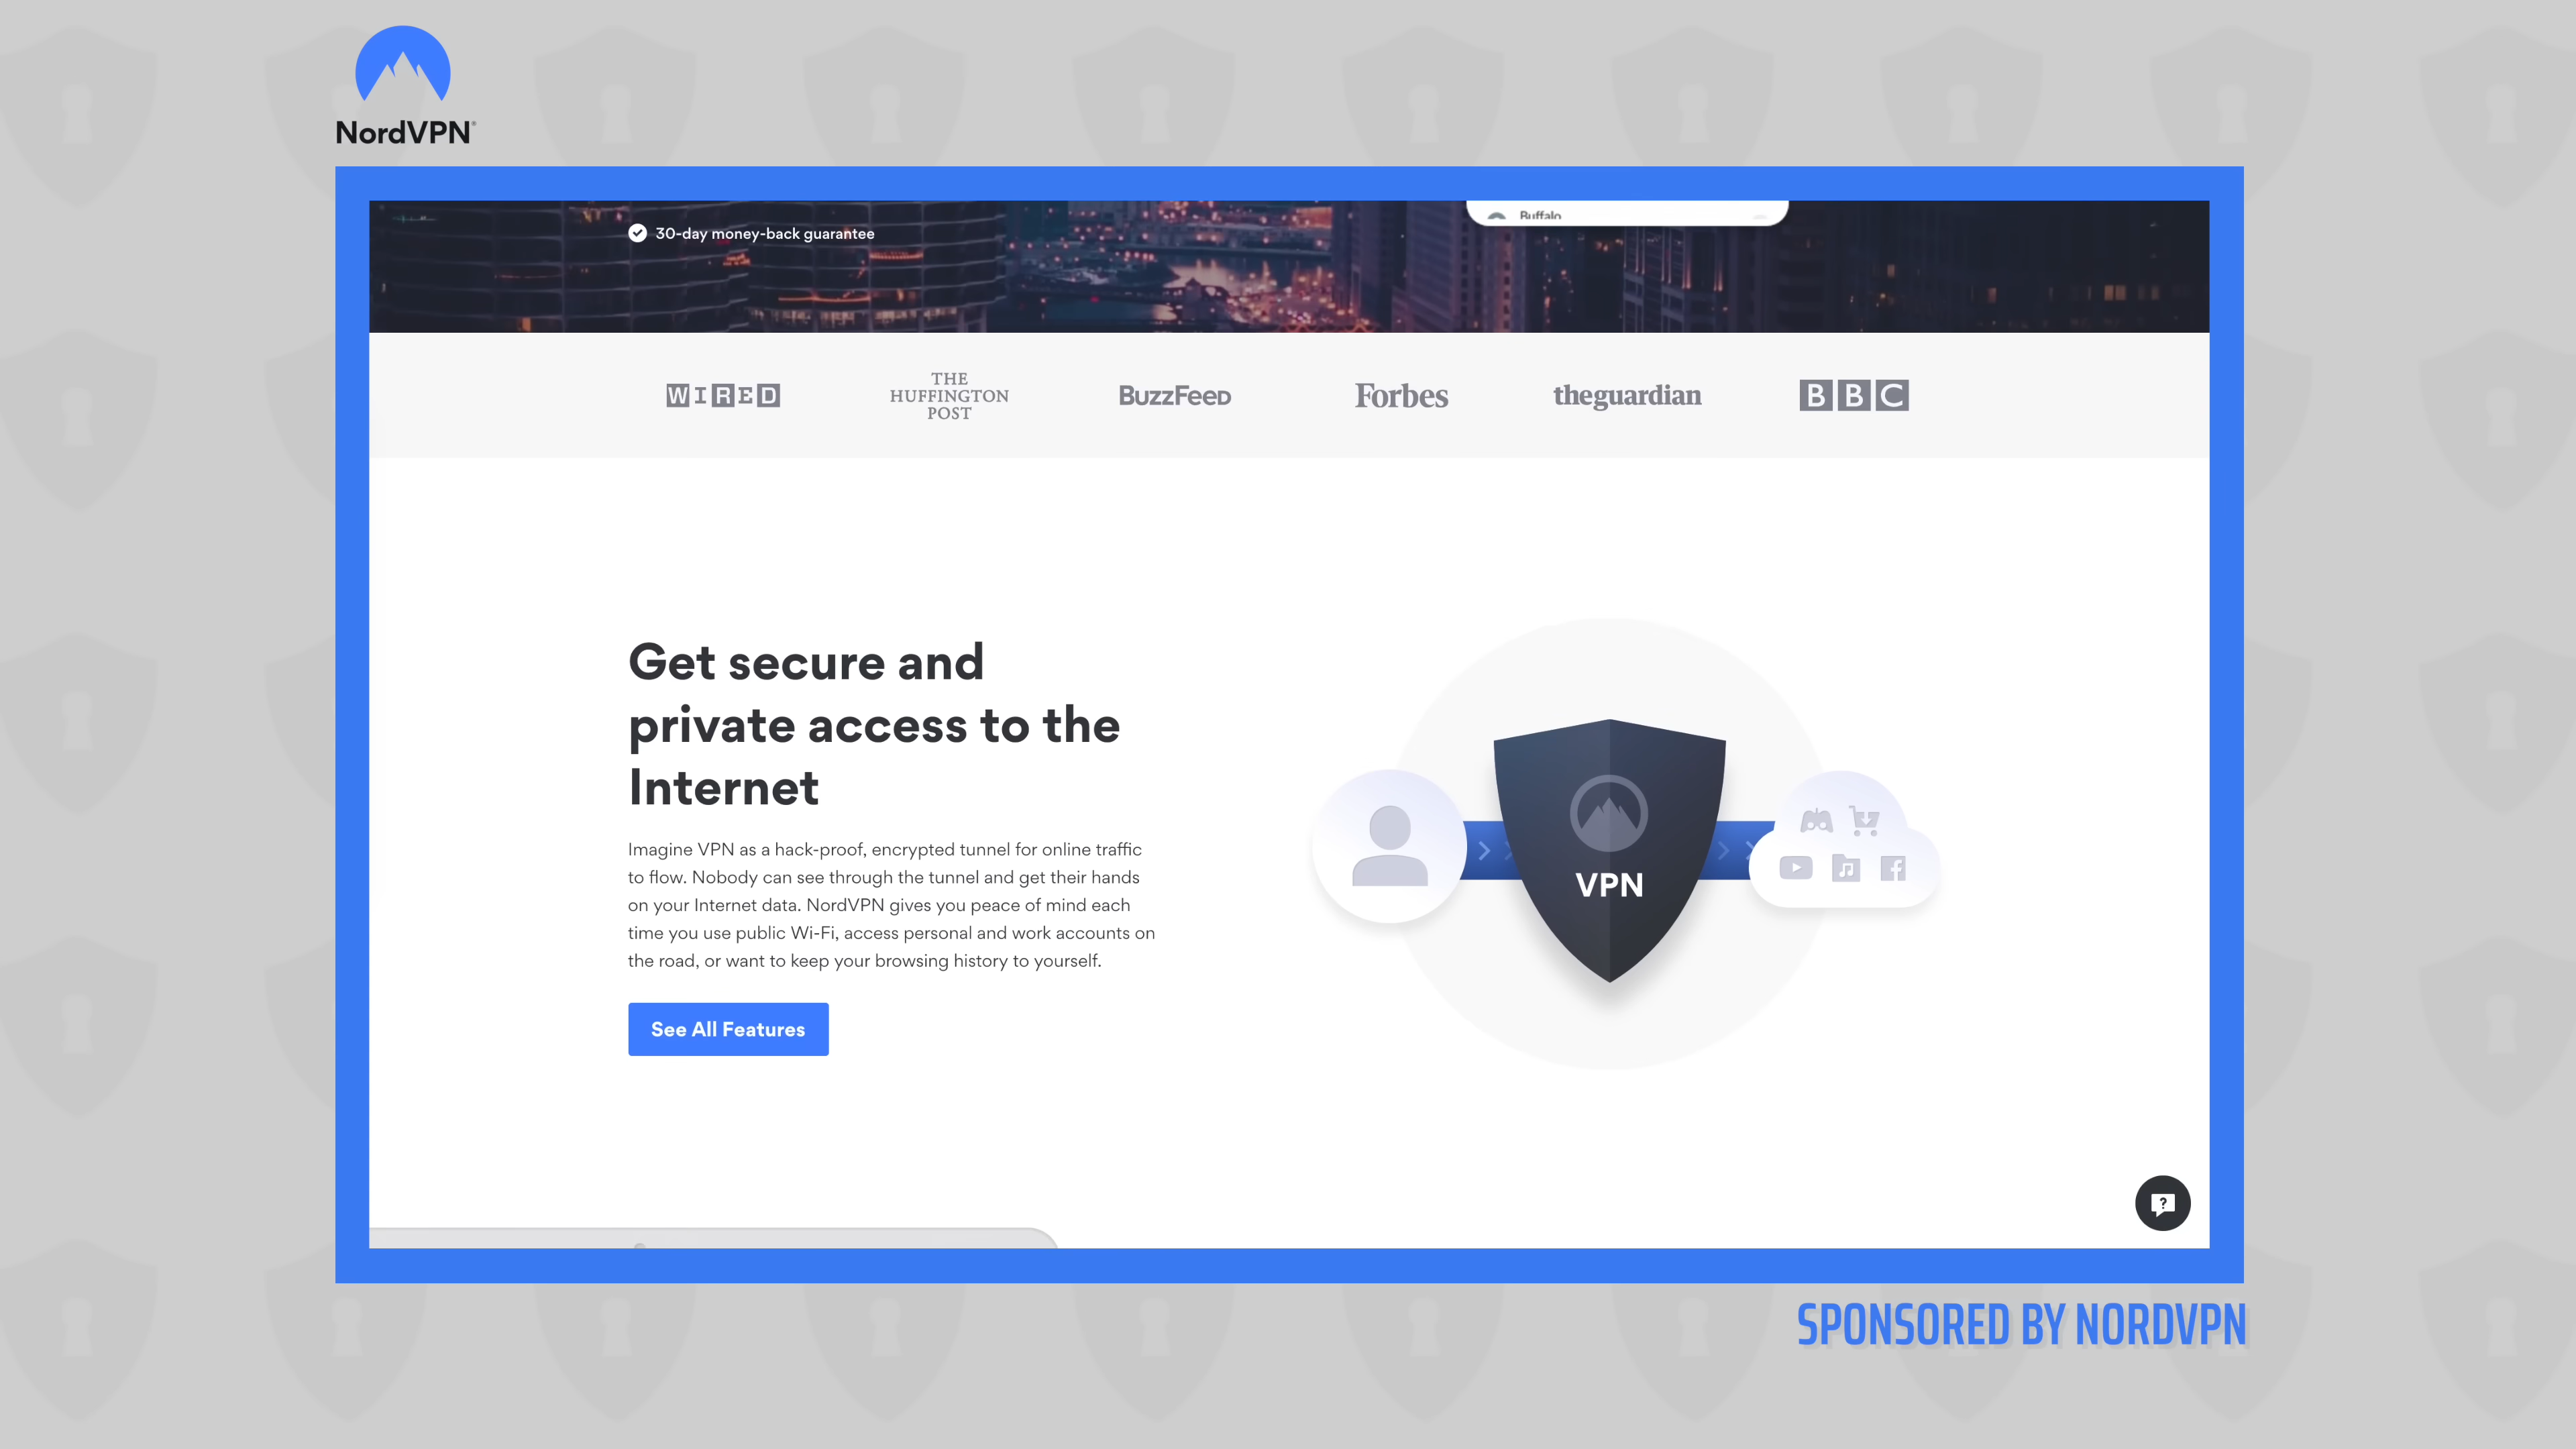 NordVPN®
30-day money-back guarantee
Buffalo
WIRED
THE
HUFFINGTON
POST
BuzzFeed
Forbes
theguardian
BBC
Get secure and
private access to the
Internet
Imagine VPN as a hack-proof, encrypted tunnel for online traffic
to flow. Nobody can see through the tunnel and get their hands
on your Internet data. NordVPN gives you peace of mind each
time you use public Wi-Fi, access personal and work accounts on
the road, or want to keep your browsing history to yourself.
See All Features
VPN
SPONSORED BY NORDVPN